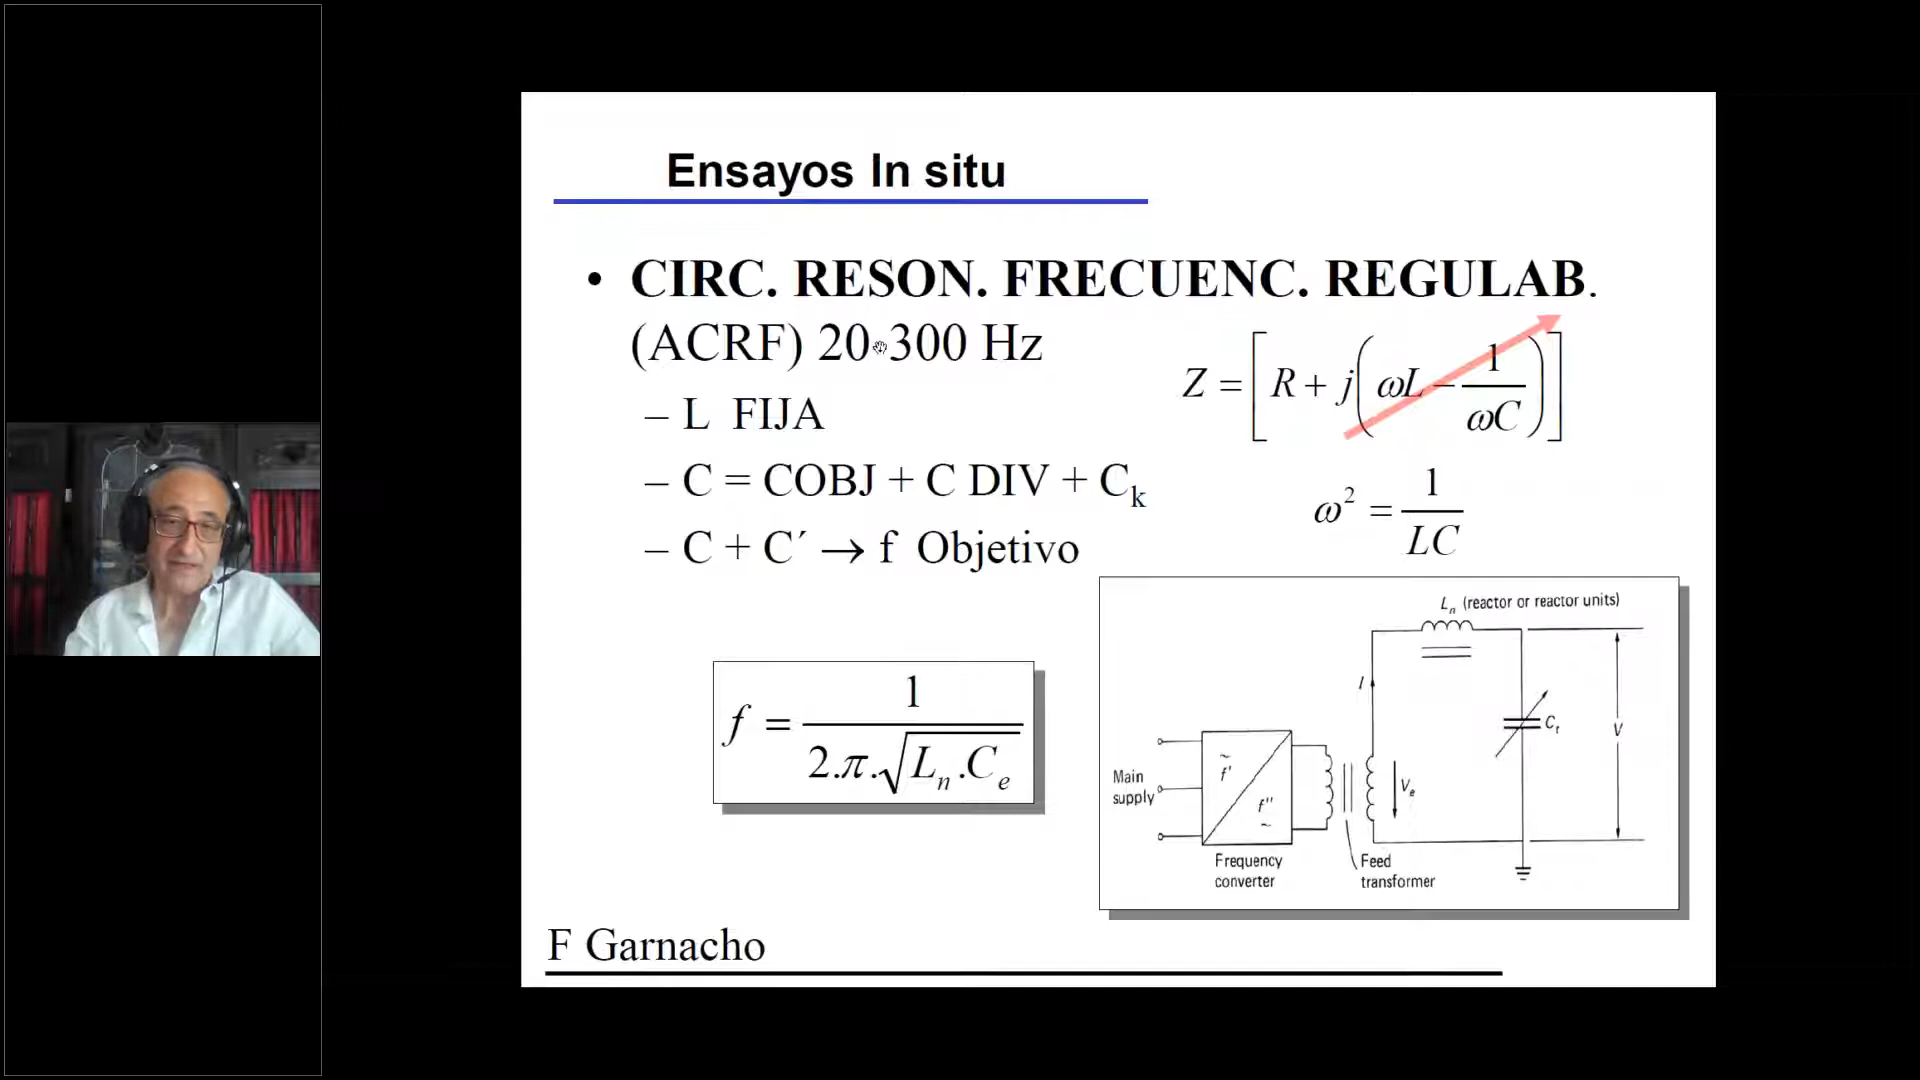 Ensayos In situ
• CIRC. RESON. FRECUENC. REGULAB.
(ACRF) 20-300 Hz
– L FIJA
– C = COBJ + C DIV + Cₖ
– C + C´ → f Objetivo
Z = [ R + j ( ωL – 1/ωC ) ]
ω² = 1/LC
f = 1 / 2.π.√Lₙ.Cₑ
Lₙ (reactor or reactor units)
I
Cₜ
V
Main
supply
~
f'
f''
~
Vₑ
Frequency
converter
Feed
transformer
F Garnacho